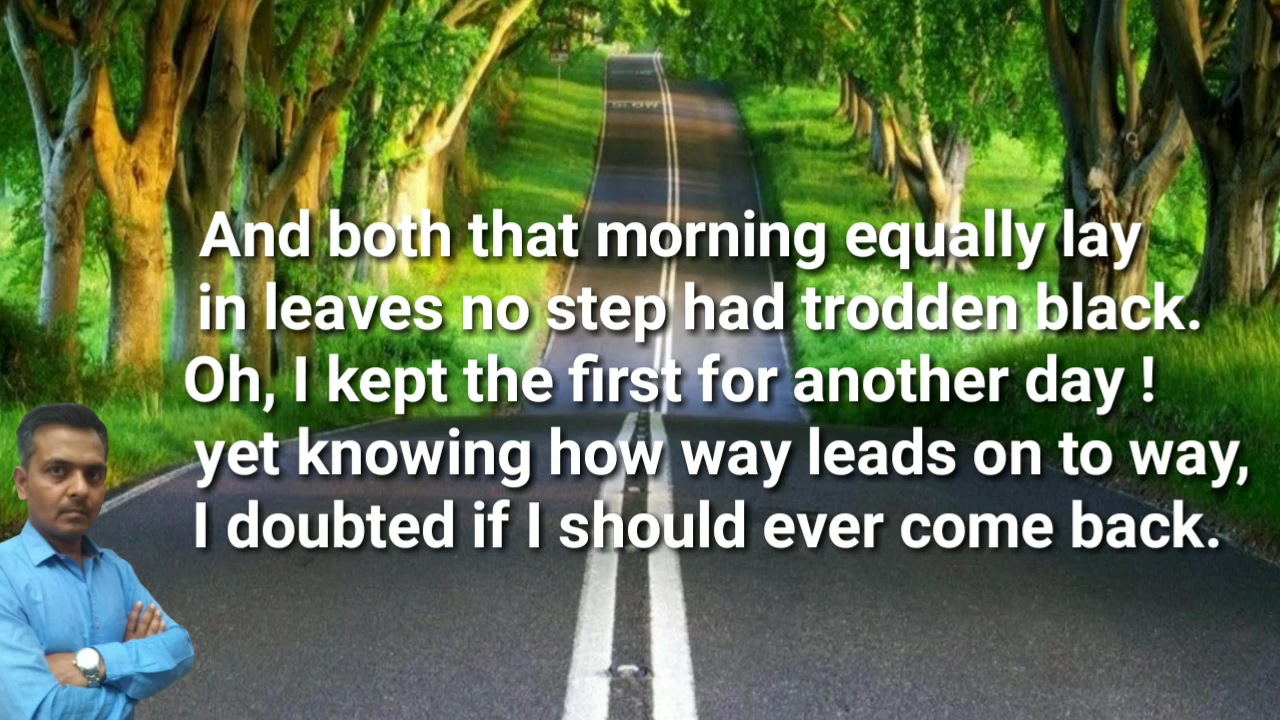 And both that morning equally lay
in leaves no step had trodden black.
Oh, I kept the first for another day !
yet knowing how way leads on to way,
I doubted if I should ever come back.